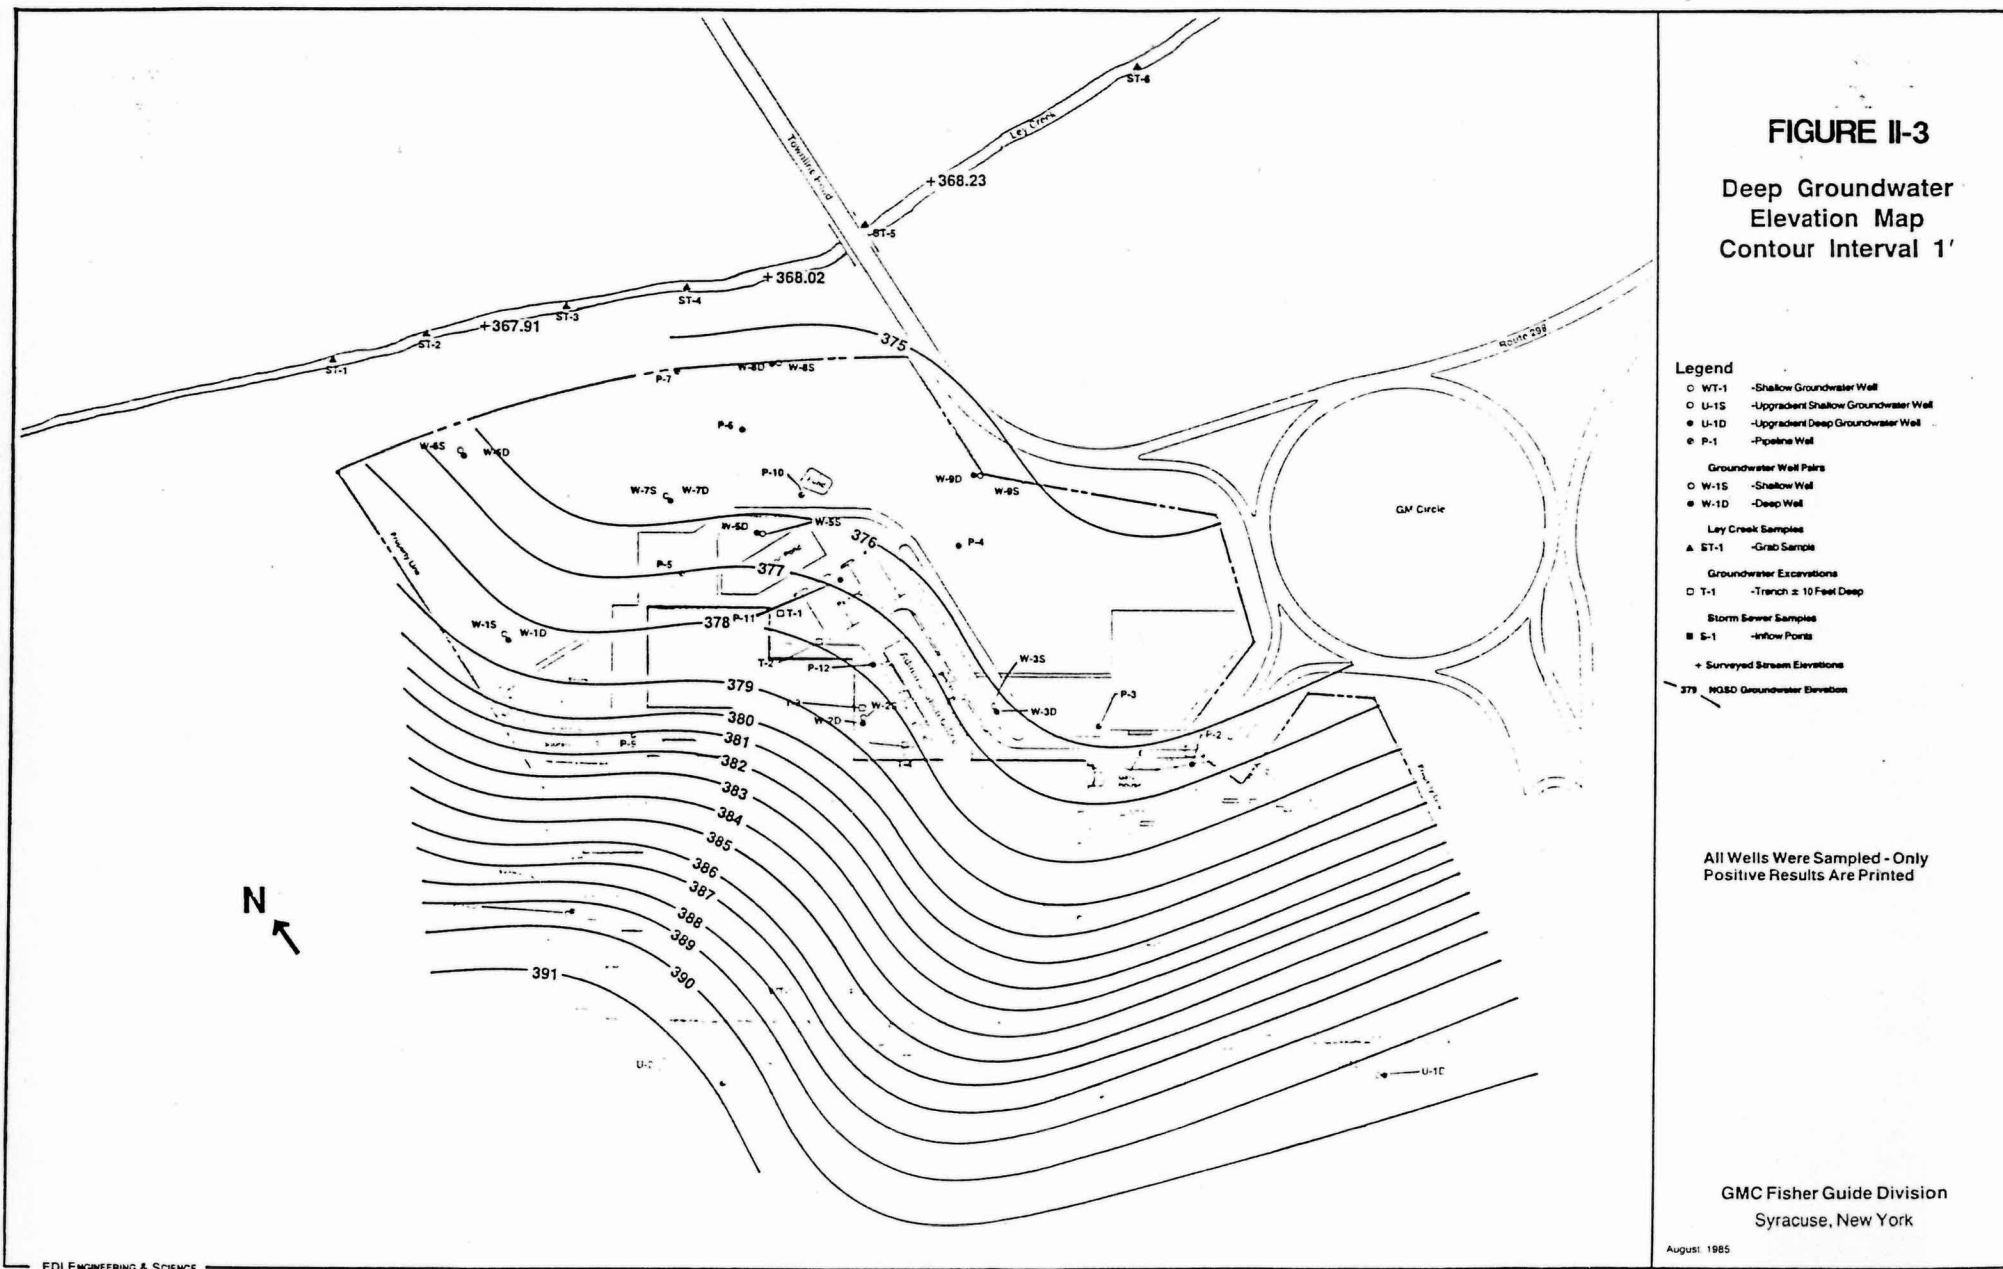 FIGURE II-3
Deep Groundwater
Elevation Map
Contour Interval 1'
Legend
WT-1 -Shallow Groundwater Well
U-1S -Upgradient Shallow Groundwater Well
U-1D -Upgradient Deep Groundwater Well
P-1 -Pipeline Well
Groundwater Well Pairs
W-1S -Shallow Well
W-1D -Deep Well
Ley Creek Samples
ST-1 -Grab Sample
Groundwater Excavations
T-1 -Trench ± 10 Feet Deep
Storm Sewer Samples
S-1 -Inflow Points
+ Surveyed Stream Elevations
379 NGSD Groundwater Elevation
All Wells Were Sampled - Only
Positive Results Are Printed
GMC Fisher Guide Division
Syracuse, New York
August 1985
EDI ENGINEERING & SCIENCE
N
ST-6
Ley Creek
Townline Road
+368.23
ST-5
+368.02
ST-4
ST-3
+367.91
ST-2
ST-1
375
Route 298
GM Circle
P-7
W-8D
W-8S
P-6
W-6S
W-6D
P-10
W-7S
W-7D
W-9D
W-9S
W-5D
W-5S
376
P-4
Property Line
P-5
377
P-11
T-1
378
W-1S
W-1D
T-2
P-12
W-3S
379
P-3
W-2S
W-2D
W-3D
380
P-9
P-2
381
T-4
382
383
384
385
386
387
388
389
390
391
U-1D